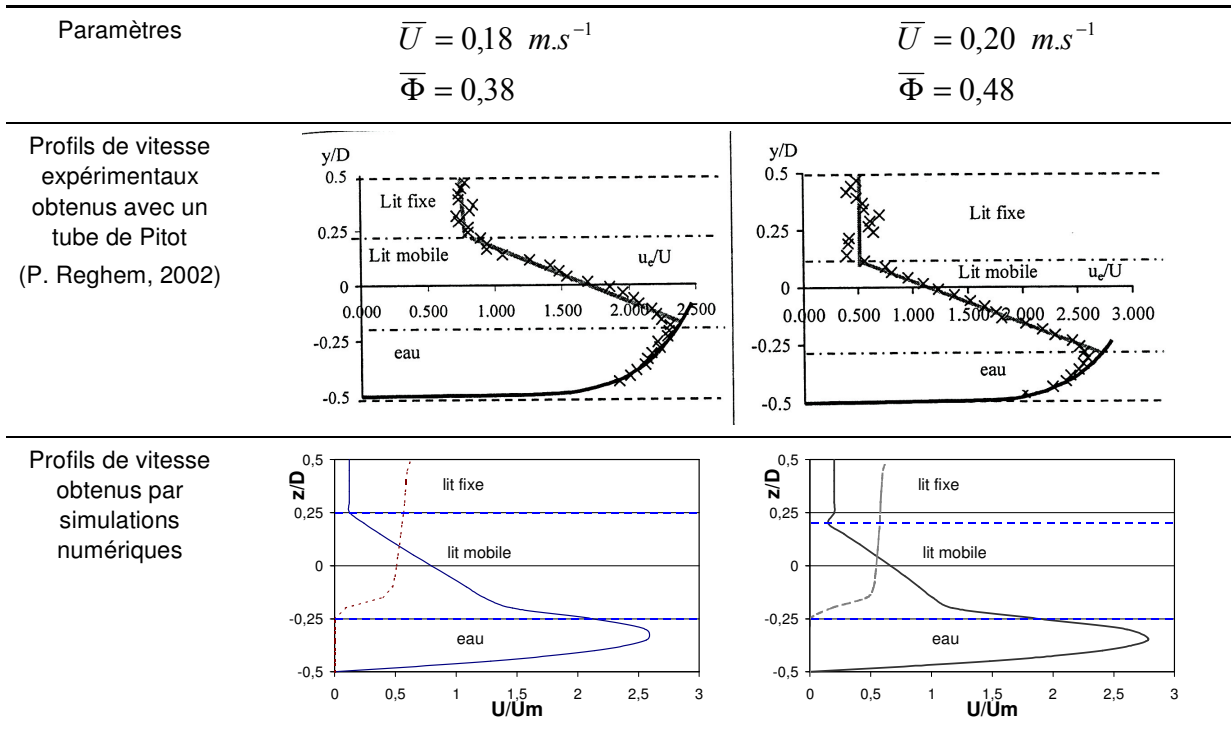 Paramètres
U̅ = 0,18 m.s⁻¹
Φ̅ = 0,38
U̅ = 0,20 m.s⁻¹
Φ̅ = 0,48
Profils de vitesse
expérimentaux
obtenus avec un
tube de Pitot
(P. Reghem, 2002)
y/D
0.5
Lit fixe
0.25
Lit mobile
uₑ/U
0
0.000 0.500 1.000 1.500 2.000 2.500
-0.25
eau
-0.5
y/D
0.5
Lit fixe
0.25
Lit mobile uₑ/U
0
0.000 0.500 1.000 1.500 2.000 2.500 3.000
-0.25
eau
-0.5
Profils de vitesse
obtenus par
simulations
numériques
z/D
0,5
lit fixe
0,25
lit mobile
0
-0,25
eau
-0,5
0 0,5 1 1,5 2 2,5 3
U/Um
z/D
0,5
lit fixe
0,25
lit mobile
0
-0,25
eau
-0,5
0 0,5 1 1,5 2 2,5 3
U/Um